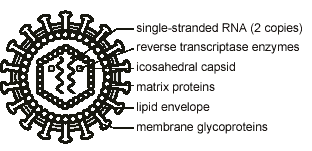 single-stranded RNA (2 copies)
reverse transcriptase enzymes
icosahedral capsid
matrix proteins
lipid envelope
membrane glycoproteins